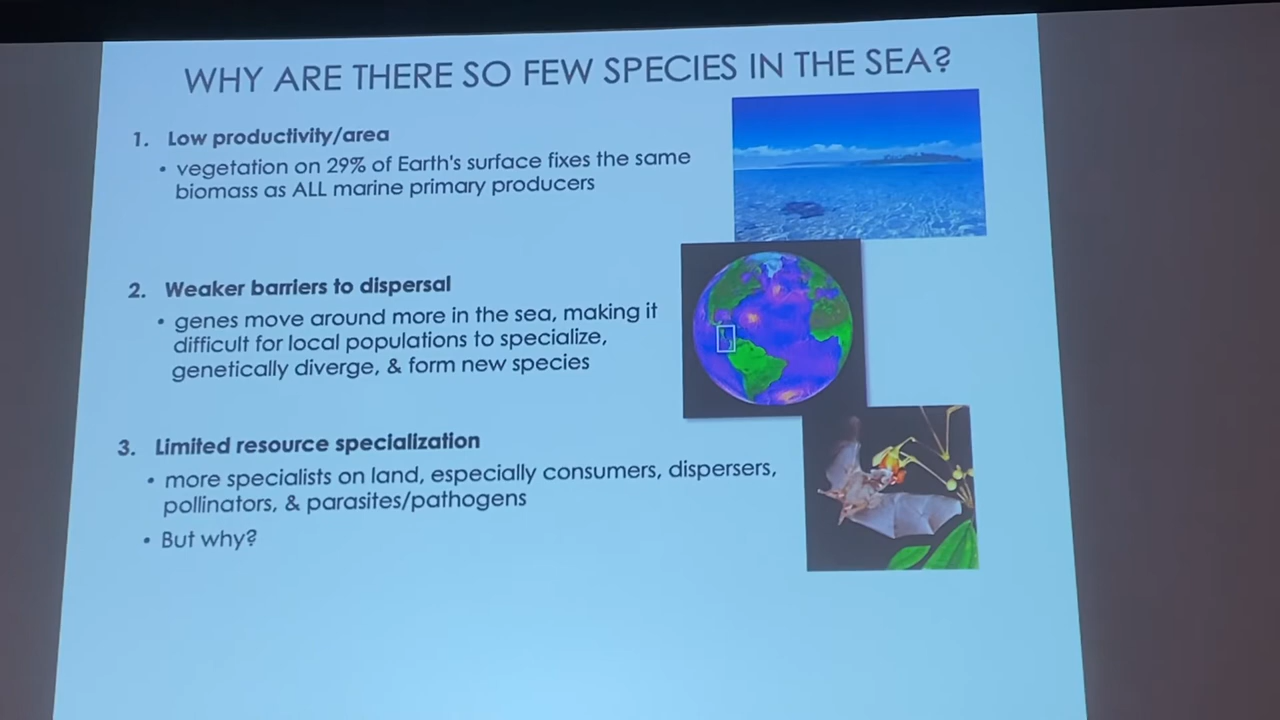 WHY ARE THERE SO FEW SPECIES IN THE SEA?
1. Low productivity/area
• vegetation on 29% of Earth's surface fixes the same
biomass as ALL marine primary producers
2. Weaker barriers to dispersal
• genes move around more in the sea, making it
difficult for local populations to specialize,
genetically diverge, & form new species
3. Limited resource specialization
• more specialists on land, especially consumers, dispersers,
pollinators, & parasites/pathogens
• But why?